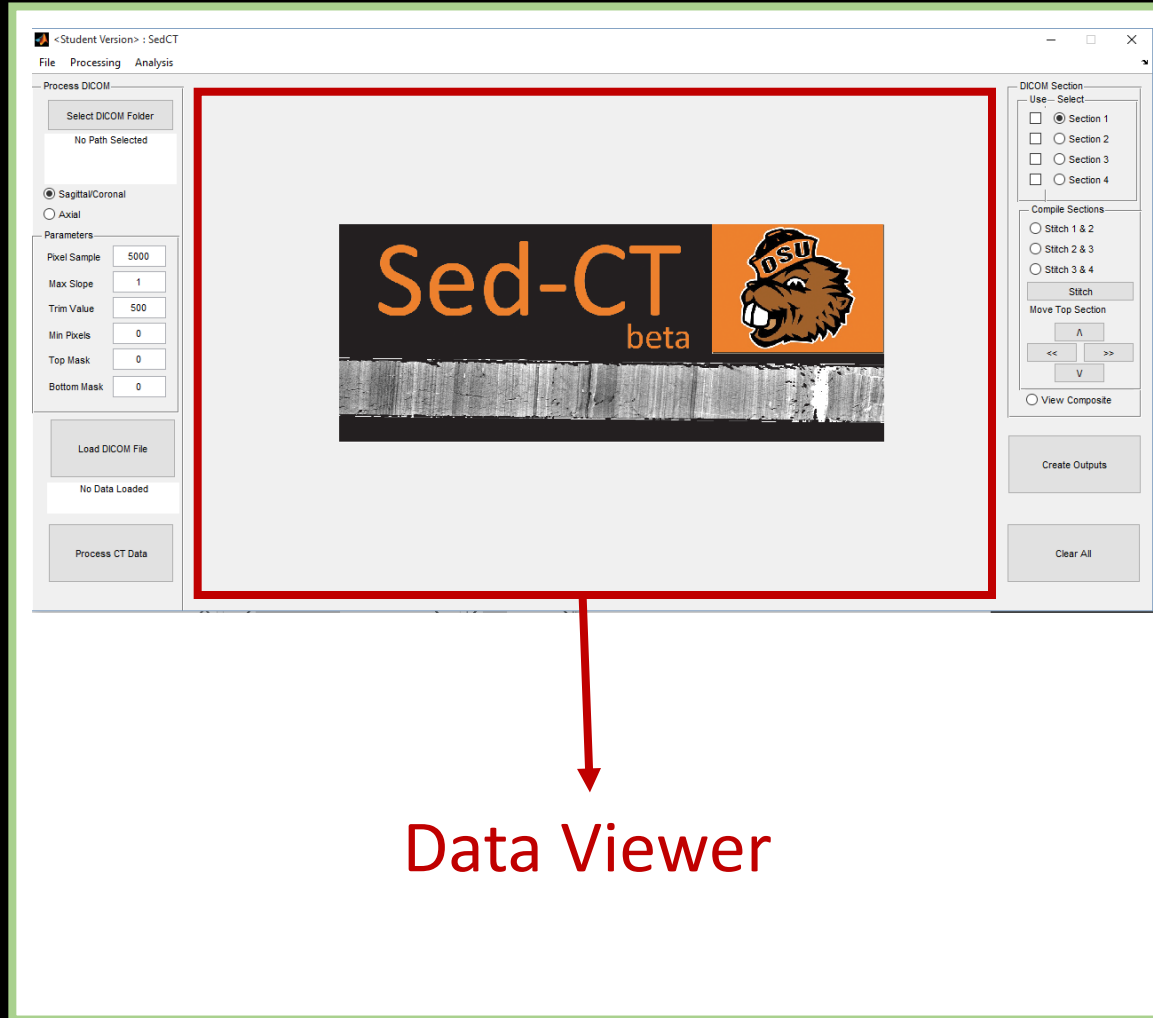 <Student Version> : SedCT
File Processing Analysis
Process DICOM
Select DICOM Folder
No Path Selected
Sagittal/Coronal
Axial
Parameters
Pixel Sample 5000
Max Slope 1
Trim Value 500
Min Pixels 0
Top Mask 0
Bottom Mask 0
Load DICOM File
No Data Loaded
Process CT Data
Sed-CT
beta
OSU
DICOM Section
Use Select
Section 1
Section 2
Section 3
Section 4
Compile Sections
Stitch 1 & 2
Stitch 2 & 3
Stitch 3 & 4
Stitch
Move Top Section
/\
<< >>
\/
View Composite
Create Outputs
Clear All
Data Viewer